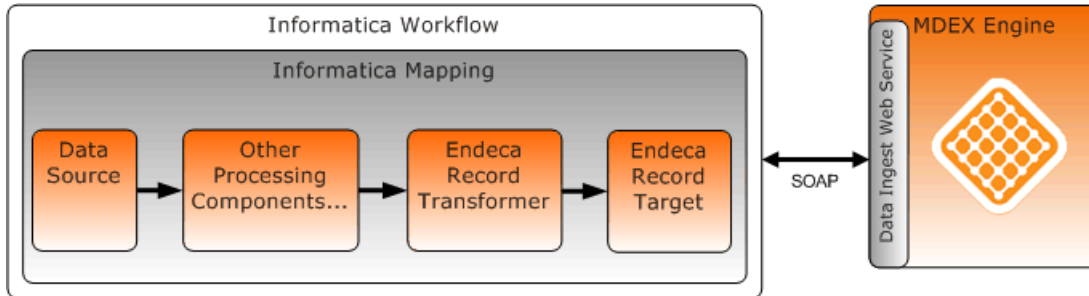 Informatica Workflow
Informatica Mapping
Data
Source
Other
Processing
Components...
Endeca
Record
Transformer
Endeca
Record
Target
SOAP
Data Ingest Web Service
MDEX Engine